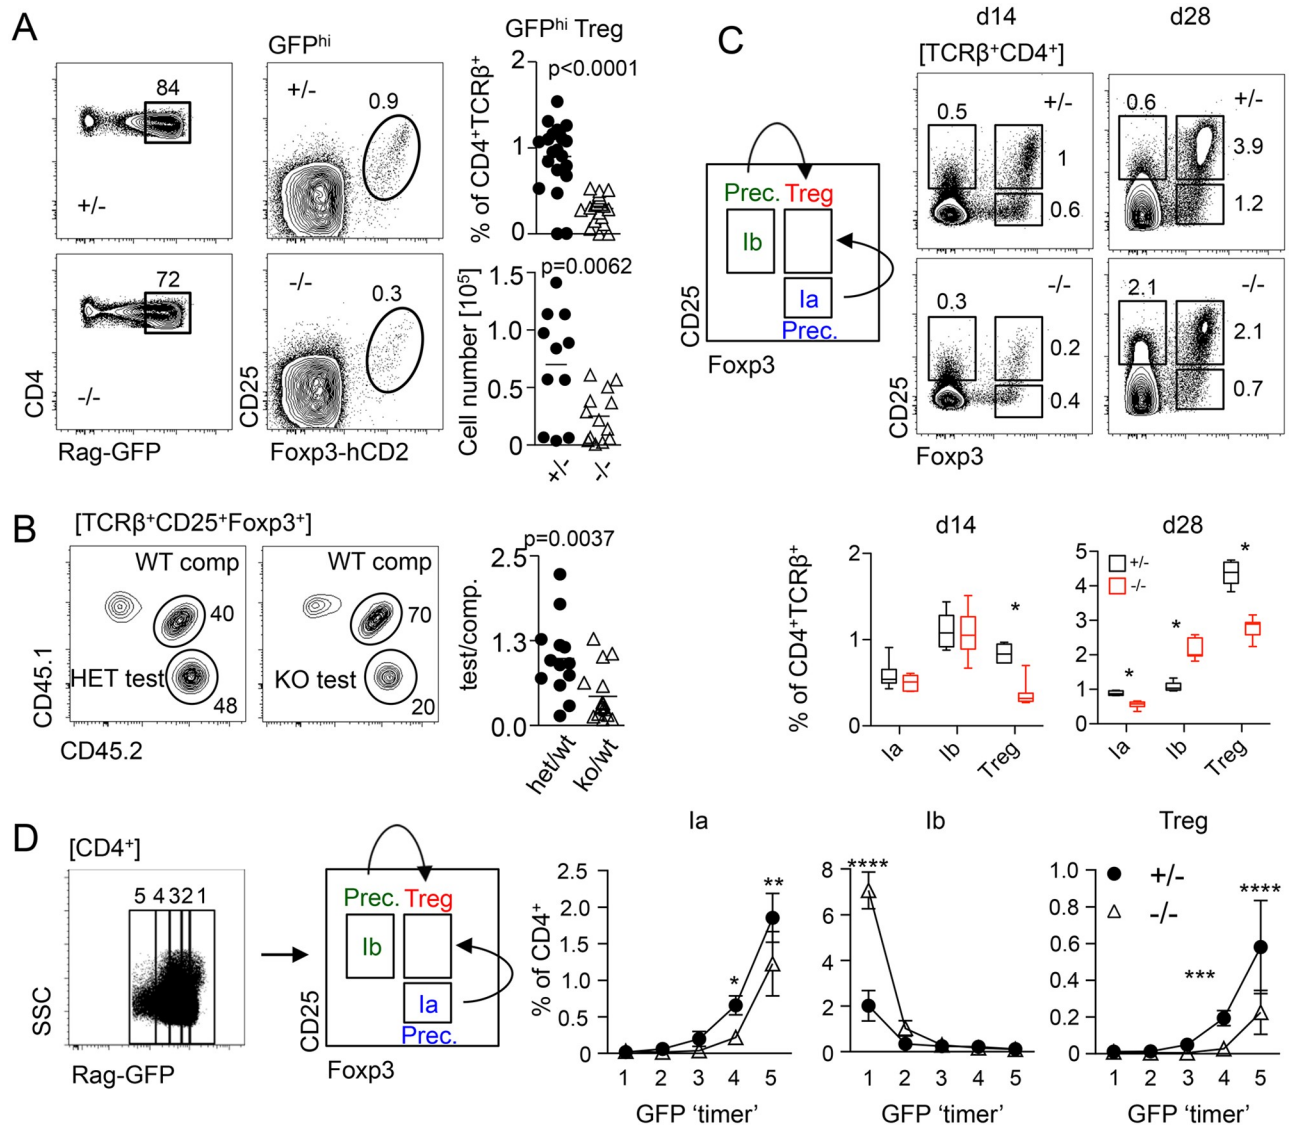 A
GFPhi
GFPhi Treg
84
+/-
72
-/-
CD4
Rag-GFP
+/-
0.9
-/-
0.3
CD25
Foxp3-hCD2
p<0.0001
% of CD4+TCRβ+
2
1
0
p=0.0062
Cell number [10⁵]
1.5
1.0
0.5
0
+/-
-/-
C
d14
d28
[TCRβ+CD4+]
Prec.
Treg
Ib
Ia
Prec.
CD25
Foxp3
0.5
+/-
1
0.6
0.6
+/-
3.9
1.2
0.3
-/-
0.2
0.4
2.1
-/-
2.1
0.7
CD25
Foxp3
B
[TCRβ+CD25+Foxp3+]
WT comp
40
HET test
48
WT comp
70
KO test
20
CD45.1
CD45.2
p=0.0037
test/comp.
2.5
1.3
0.0
het/wt
ko/wt
d14
% of CD4+TCRβ+
2
1
0
*
Ia
Ib
Treg
d28
5
4
3
2
1
0
+/-
-/-
*
*
*
Ia
Ib
Treg
D
[CD4+]
5 4 3 2 1
SSC
Rag-GFP
Prec.
Treg
Ib
Ia
Prec.
CD25
Foxp3
Ia
% of CD4+
2.5
2.0
1.5
1.0
0.5
0
*
**
1 2 3 4 5
GFP ‘timer’
Ib
8
6
4
2
0
****
1 2 3 4 5
GFP ‘timer’
Treg
1.0
0.8
0.6
0.4
0.2
0
+/-
-/-
***
****
1 2 3 4 5
GFP ‘timer’